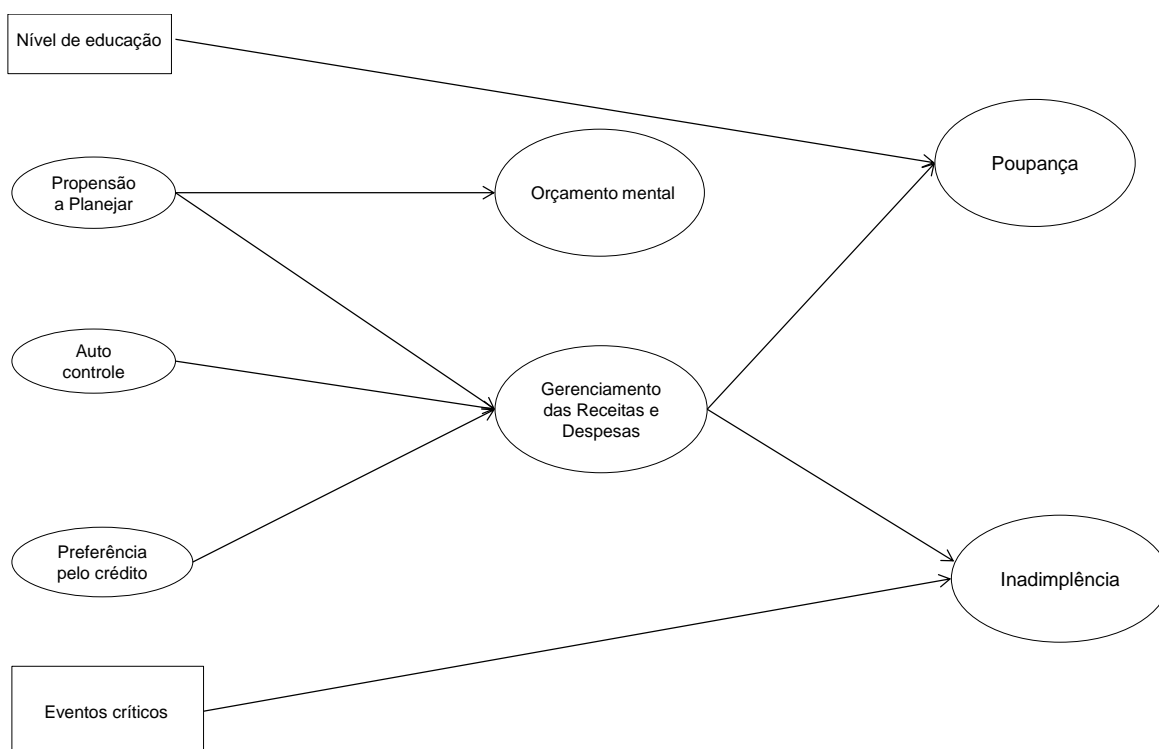 Nível de educação
Poupança
Propensão
a Planejar
Orçamento mental
Auto
controle
Gerenciamento
das Receitas e
Despesas
Preferência
pelo crédito
Inadimplência
Eventos críticos